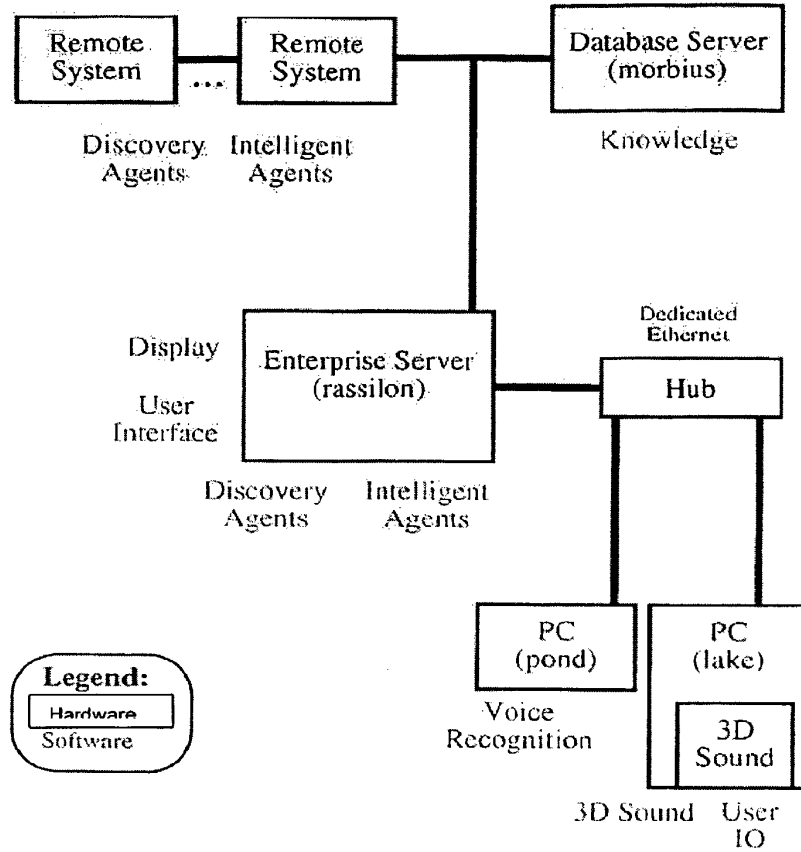 Remote
System
...
Remote
System
Database Server
(morbius)
Discovery
Agents
Intelligent
Agents
Knowledge
Display
User
Interface
Enterprise Server
(rassilon)
Dedicated
Ethernet
Hub
Discovery
Agents
Intelligent
Agents
PC
(pond)
PC
(lake)
Voice
Recognition
3D
Sound
3D Sound
User
IO
Legend:
Hardware
Software